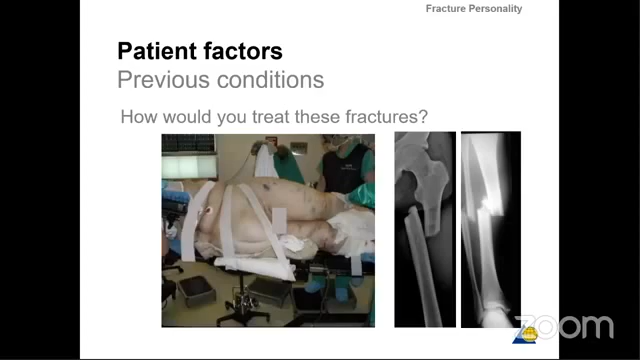 Fracture Personality
Patient factors
Previous conditions
How would you treat these fractures?
zoom